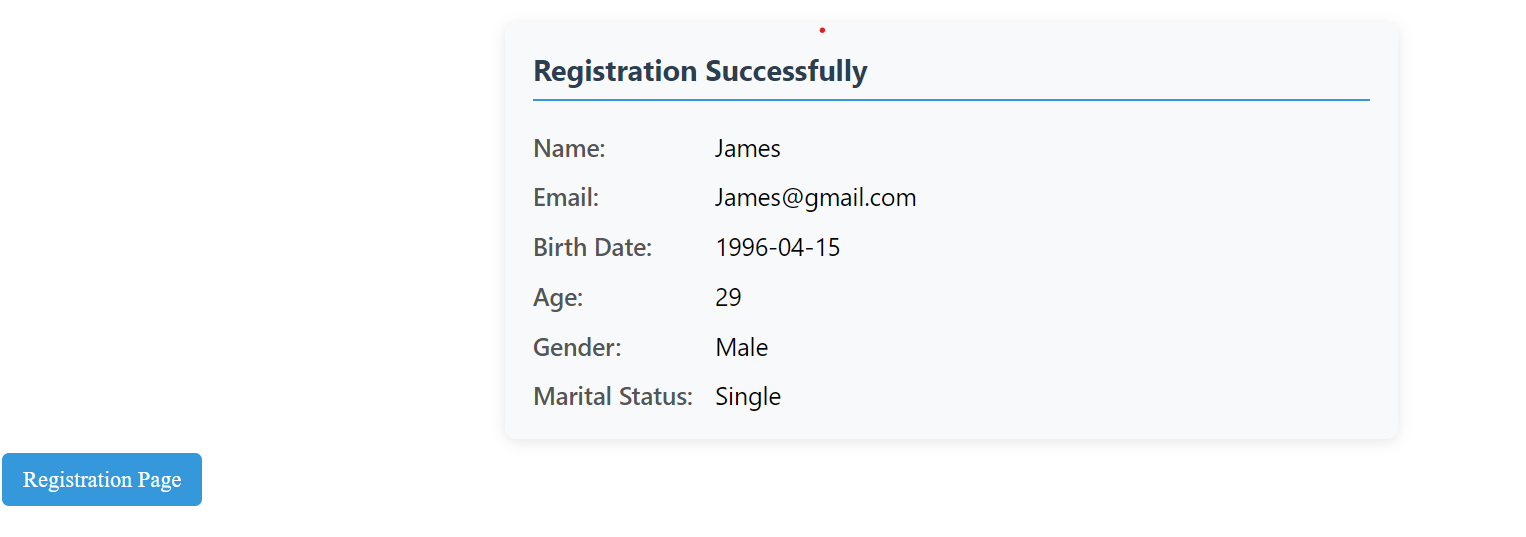 Registration Successfully
Name: James
Email: James@gmail.com
Birth Date: 1996-04-15
Age: 29
Gender: Male
Marital Status: Single
Registration Page